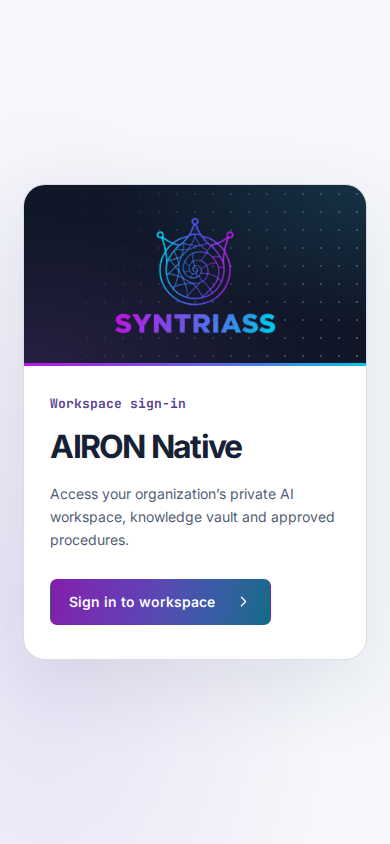 SYNTRIASS
Workspace sign-in
AIRON Native
Access your organization’s private AI
workspace, knowledge vault and approved
procedures.
Sign in to workspace